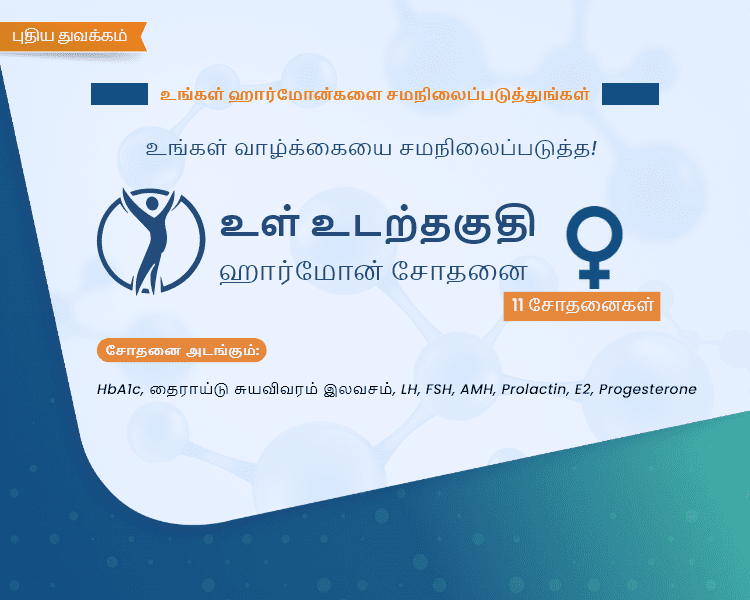 புதிய துவக்கம்
உங்கள் ஹார்மோன்களை சமநிலைப்படுத்துங்கள்
உங்கள் வாழ்க்கையை சமநிலைப்படுத்த!
உள் உடற்தகுதி
ஹார்மோன் சோதனை
11 சோதனைகள்
சோதனை அடங்கும்:
HbA1c, தைராய்டு சுயவிவரம் இலவசம், LH, FSH, AMH, Prolactin, E2, Progesterone